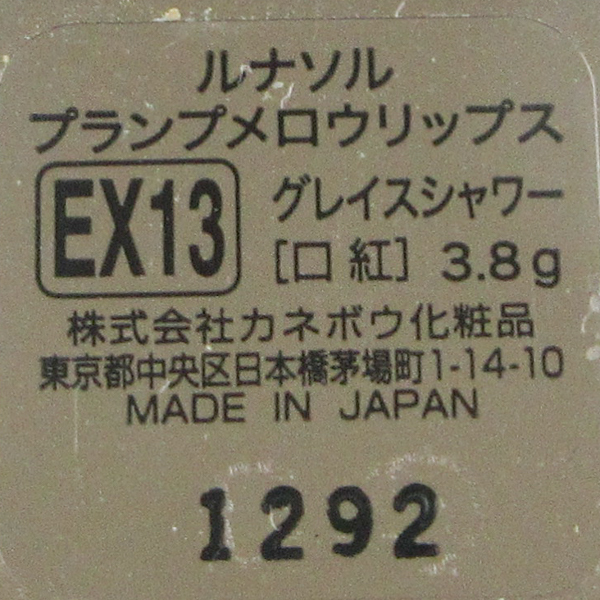 ルナソル
プランプメロウリップス
EX13 グレイスシャワー
[口紅] 3.8g
株式会社カネボウ化粧品
東京都中央区日本橋茅場町1-14-10
MADE IN JAPAN
1292